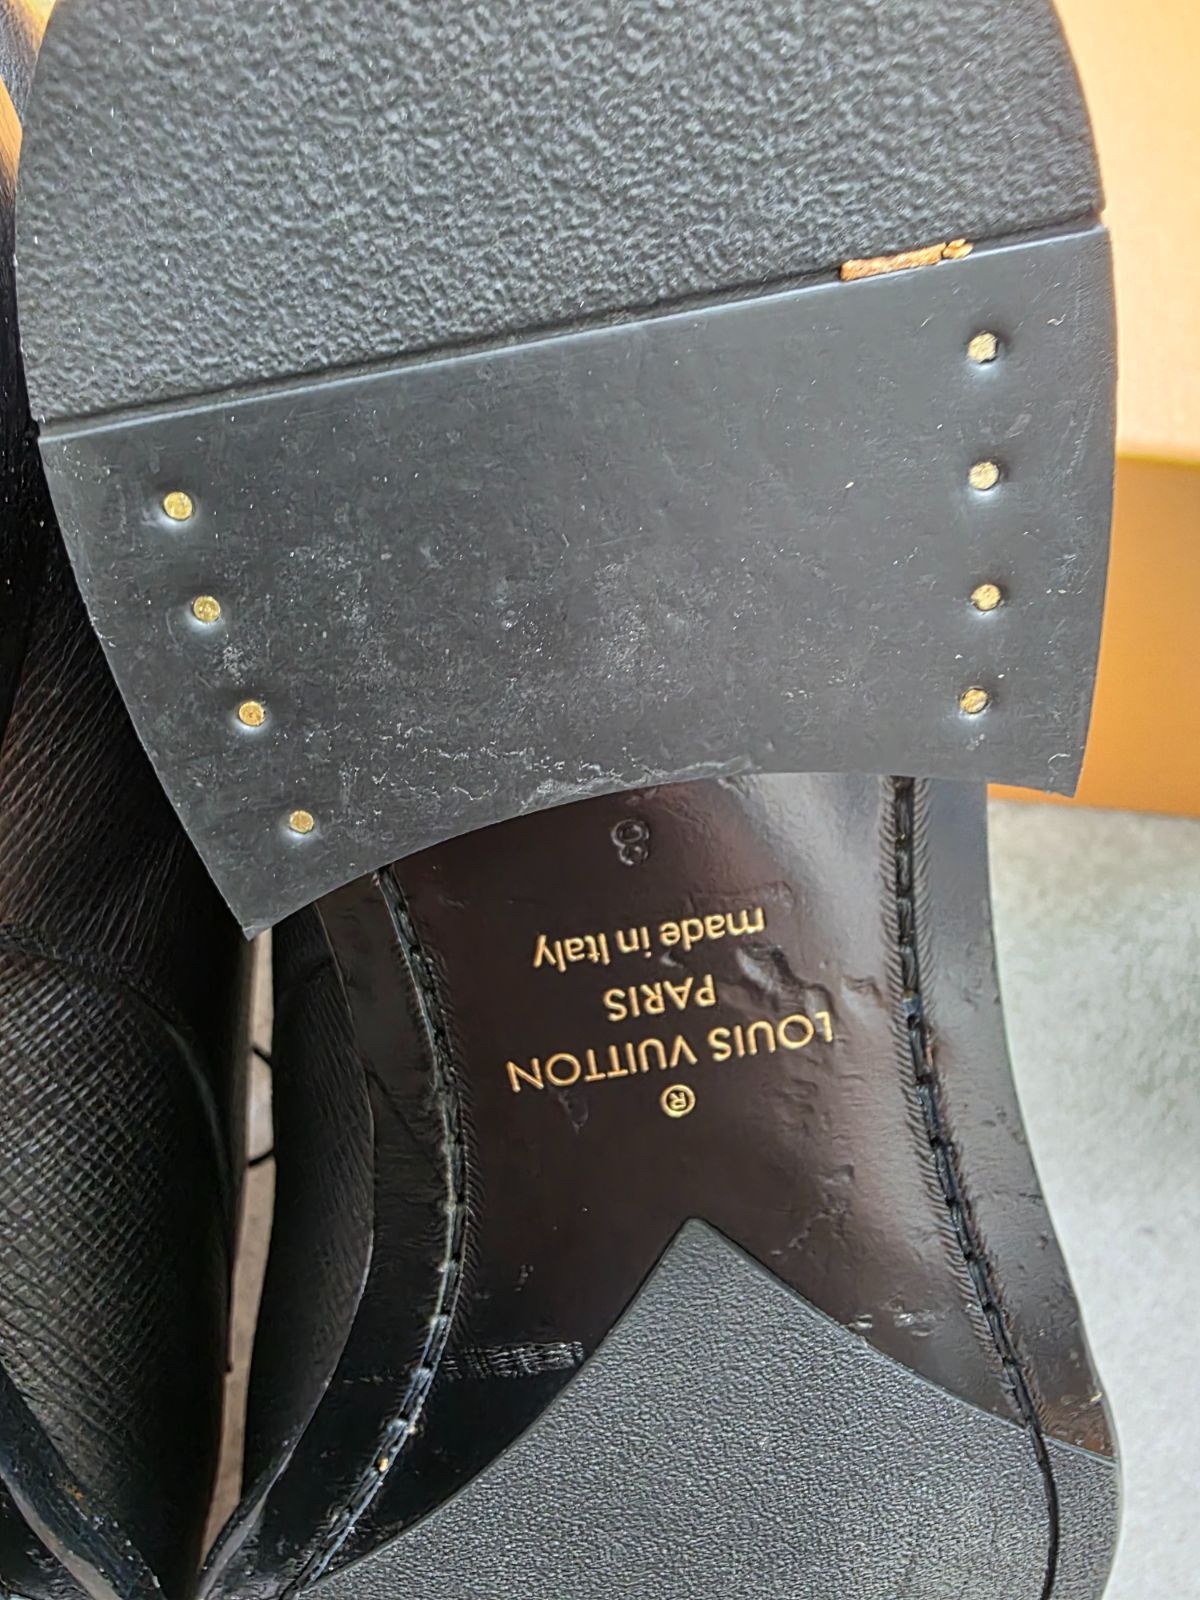 ®
LOUIS VUITTON
PARIS
made in Italy
8